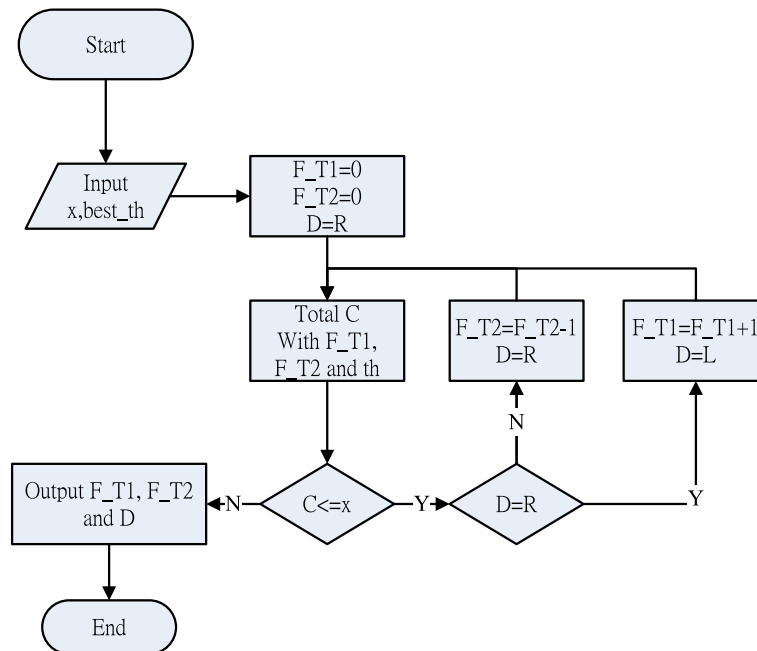 Start
Input
x,best_th
F_T1=0
F_T2=0
D=R
Total C
With F_T1,
F_T2 and th
F_T2=F_T2-1
D=R
F_T1=F_T1+1
D=L
N
Y
Output F_T1, F_T2
and D
N
C<=x
Y
D=R
End